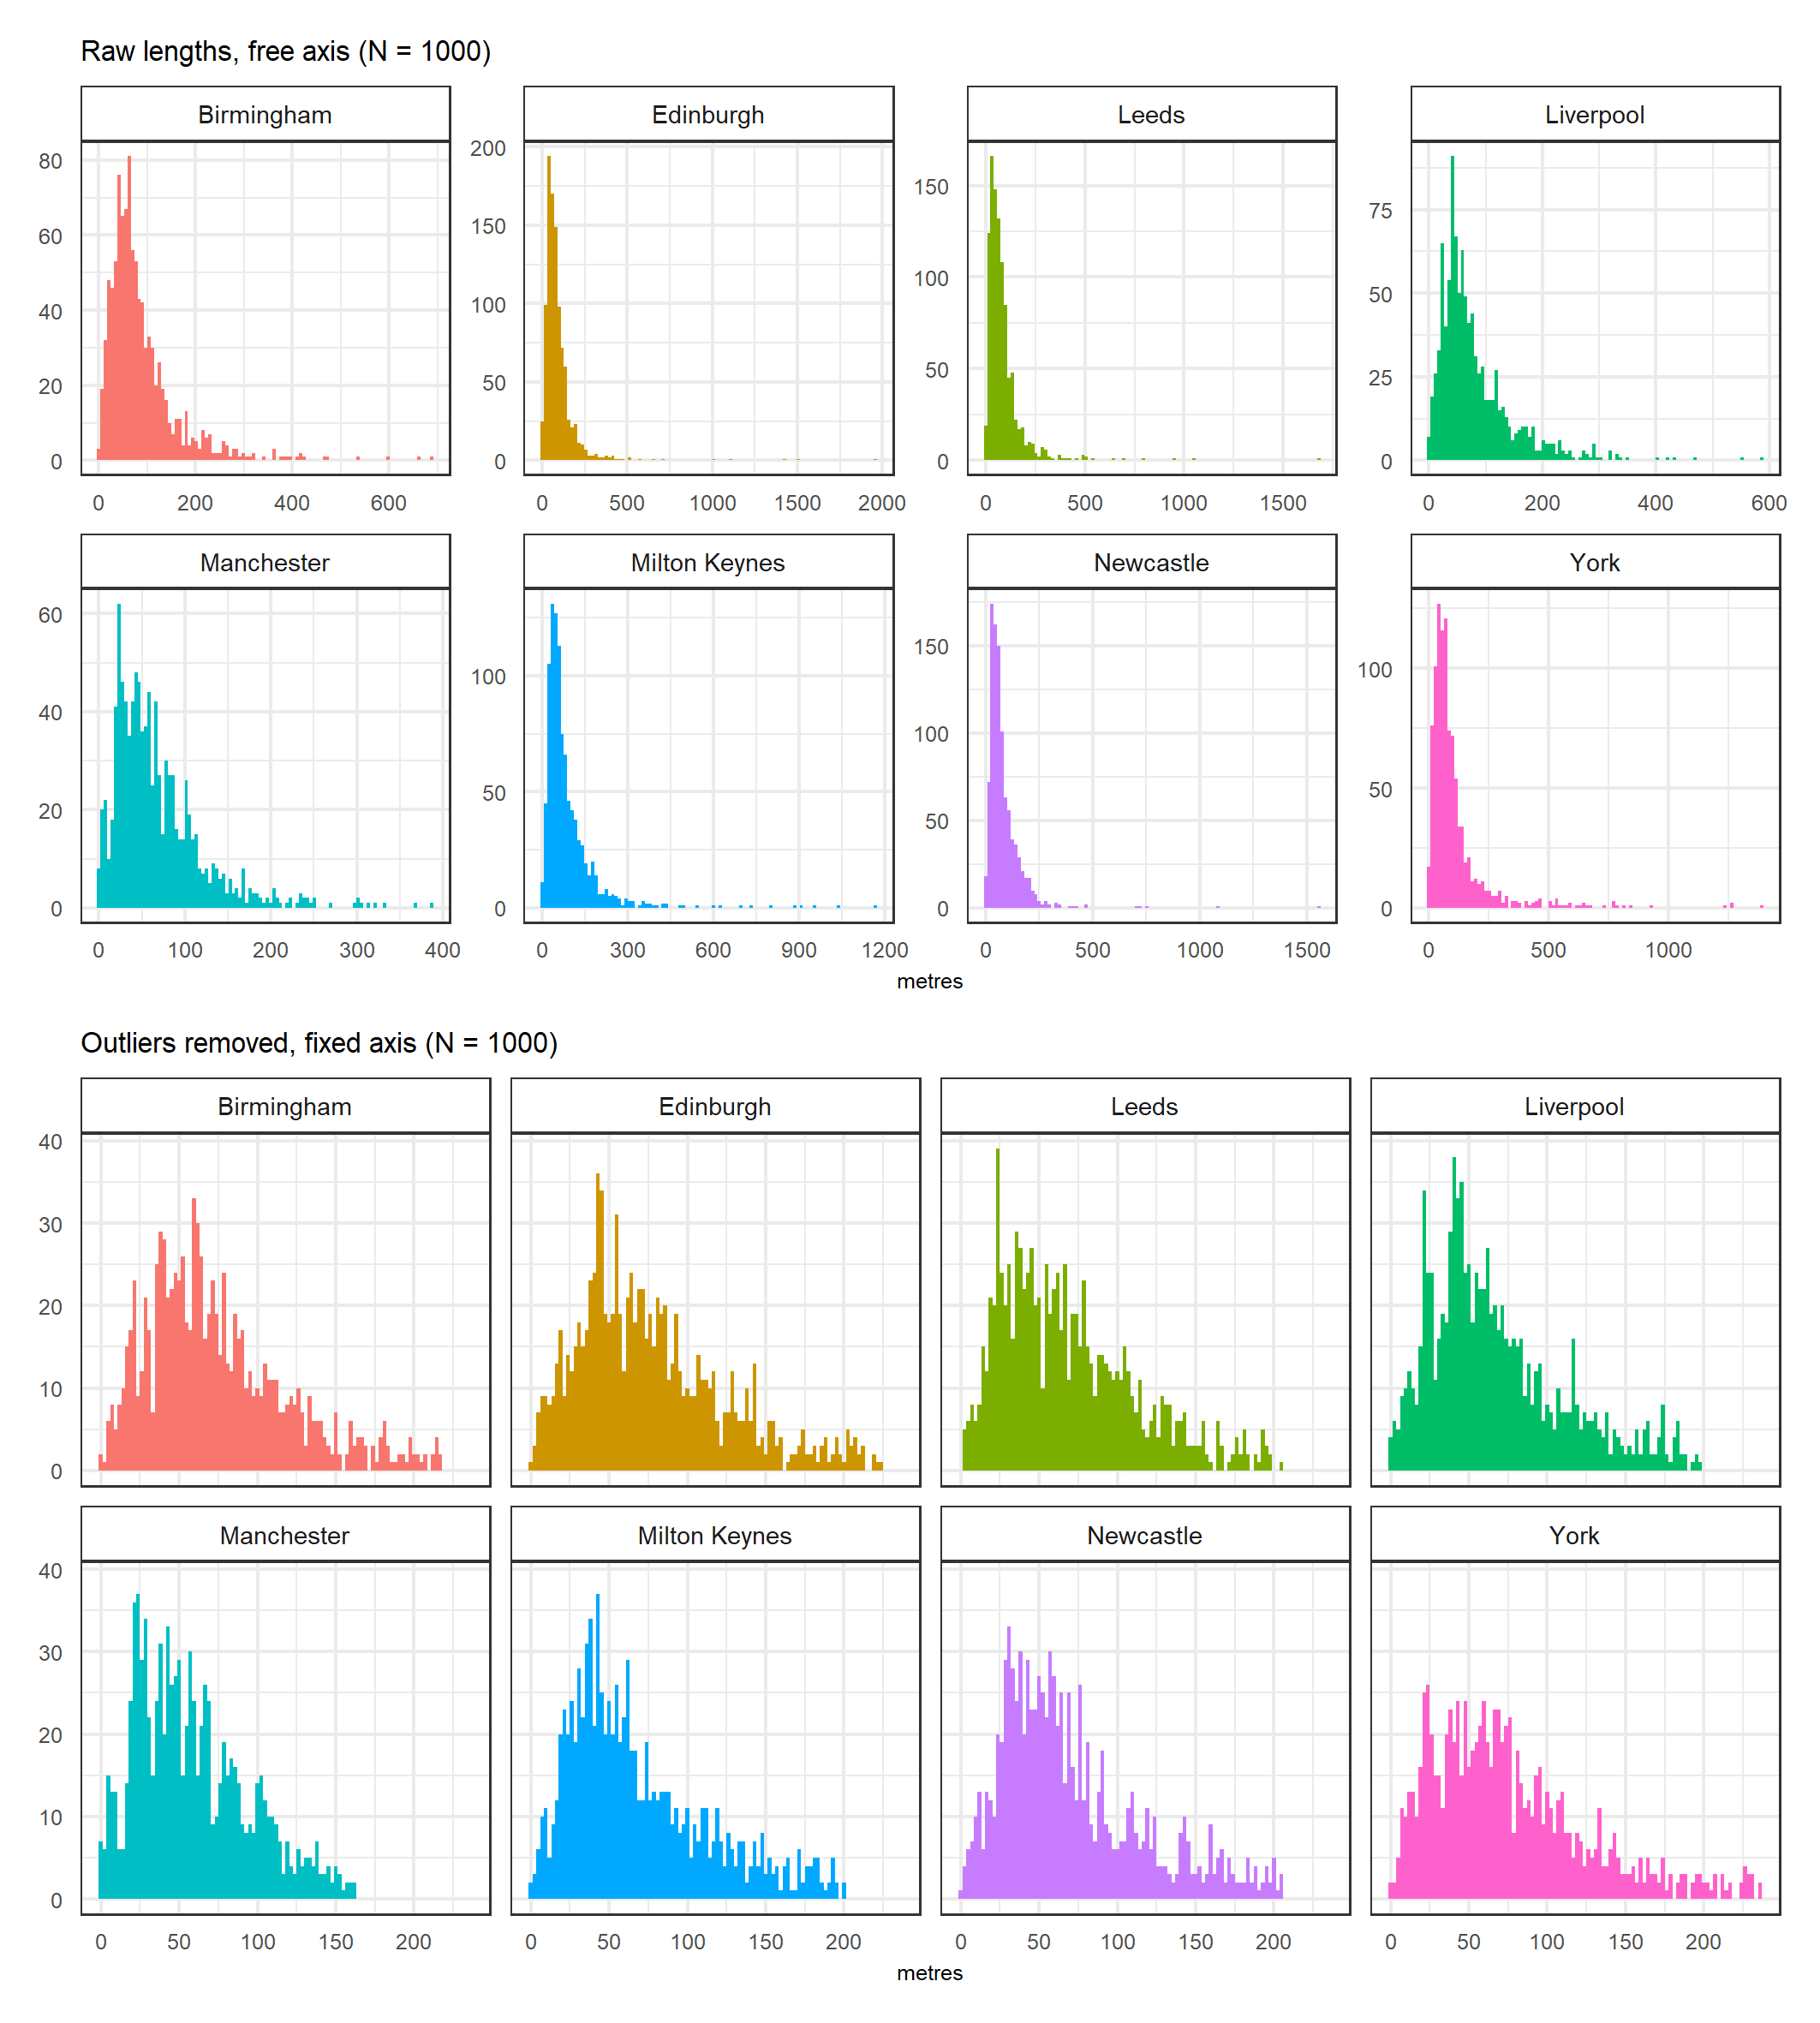 Raw lengths, free axis (N = 1000)
Birmingham Edinburgh Leeds Liverpool
80
60
40
20
0
200
150
100
50
0
150
100
50
0
75
50
25
0
0 200 400 600
0 500 1000 1500 2000
0 500 1000 1500
0 200 400 600
Manchester Milton Keynes Newcastle York
60
40
20
0
100
50
0
150
100
50
0
100
50
0
0 100 200 300 400
0 300 600 900 1200
0 500 1000 1500
0 500 1000
metres
Outliers removed, fixed axis (N = 1000)
Birmingham Edinburgh Leeds Liverpool
40
30
20
10
0
Manchester Milton Keynes Newcastle York
40
30
20
10
0
0 50 100 150 200
0 50 100 150 200
0 50 100 150 200
0 50 100 150 200
metres